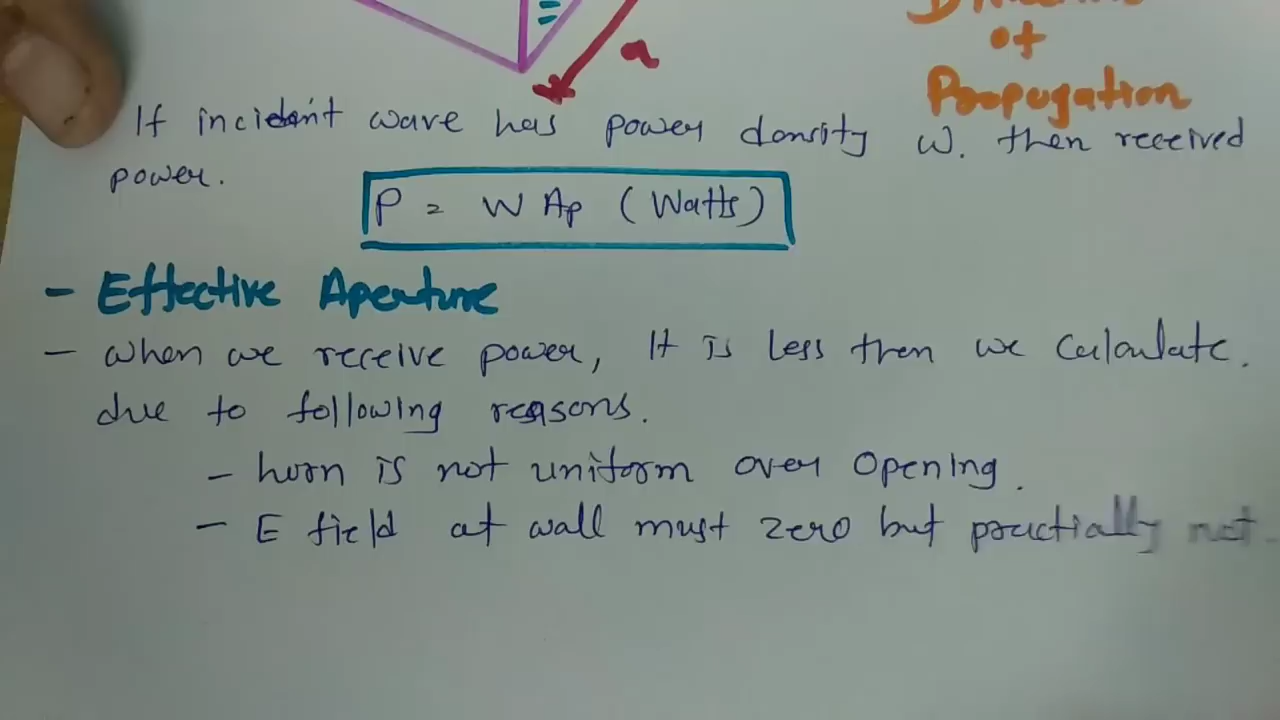 a
of
Propogation
If incident wave has power density W. then received
power.
P = W Ap (Watts)
- Effective Aperture
- when we receive power, It is less then we calculate.
due to following reasons.
- horn is not uniform over opening.
- E field at wall must zero but practially not.